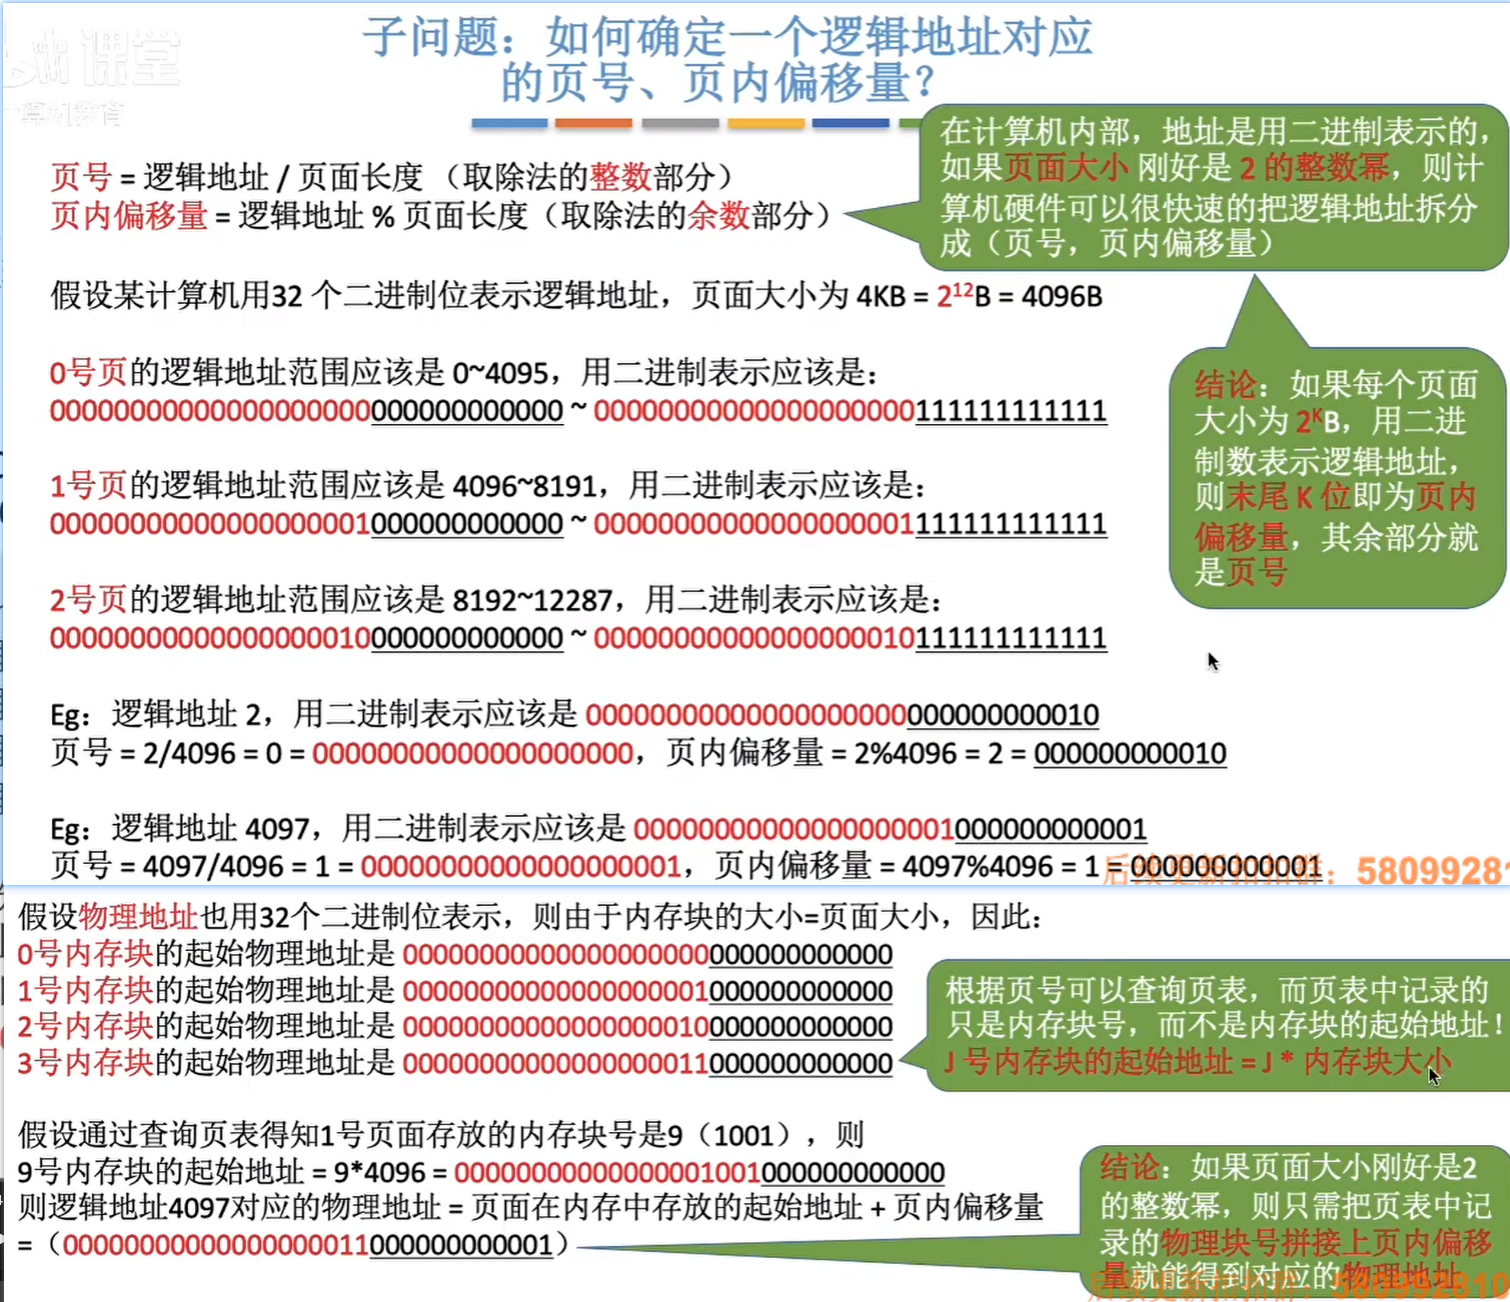 课堂
算机教育
子问题：如何确定一个逻辑地址对应
的页号、页内偏移量？
页号 = 逻辑地址 / 页面长度 （取除法的整数部分）
页内偏移量 = 逻辑地址 % 页面长度（取除法的余数部分）
在计算机内部，地址是用二进制表示的，
如果页面大小 刚好是 2 的整数幂，则计
算机硬件可以很快速的把逻辑地址拆分
成（页号，页内偏移量）
假设某计算机用32 个二进制位表示逻辑地址，页面大小为 4KB = 2¹²B = 4096B
0号页的逻辑地址范围应该是 0~4095，用二进制表示应该是：
00000000000000000000000000000000 ~ 00000000000000000000111111111111
1号页的逻辑地址范围应该是 4096~8191，用二进制表示应该是：
00000000000000000001000000000000 ~ 00000000000000000001111111111111
2号页的逻辑地址范围应该是 8192~12287，用二进制表示应该是：
00000000000000000010000000000000 ~ 00000000000000000010111111111111
结论：如果每个页面
大小为 2ᴷB，用二进
制数表示逻辑地址，
则末尾 K 位即为页内
偏移量，其余部分就
是页号
Eg：逻辑地址 2，用二进制表示应该是 00000000000000000000000000000010
页号 = 2/4096 = 0 = 00000000000000000000，页内偏移量 = 2%4096 = 2 = 000000000010
Eg：逻辑地址 4097，用二进制表示应该是 00000000000000000001000000000001
页号 = 4097/4096 = 1 = 00000000000000000001，页内偏移量 = 4097%4096 = 1 = 000000000001
后续更新扣扣群：58099281
假设物理地址也用32个二进制位表示，则由于内存块的大小=页面大小，因此：
0号内存块的起始物理地址是 00000000000000000000000000000000
1号内存块的起始物理地址是 00000000000000000001000000000000
2号内存块的起始物理地址是 00000000000000000010000000000000
3号内存块的起始物理地址是 00000000000000000011000000000000
根据页号可以查询页表，而页表中记录的
只是内存块号，而不是内存块的起始地址！
J 号内存块的起始地址 = J * 内存块大小
假设通过查询页表得知1号页面存放的内存块号是9（1001），则
9号内存块的起始地址 = 9*4096 = 00000000000000001001000000000000
则逻辑地址4097对应的物理地址 = 页面在内存中存放的起始地址 + 页内偏移量
=（00000000000000000011000000000001）
结论：如果页面大小刚好是2
的整数幂，则只需把页表中记
录的物理块号拼接上页内偏移
量就能得到对应的物理地址
后续更新扣扣群：580992810